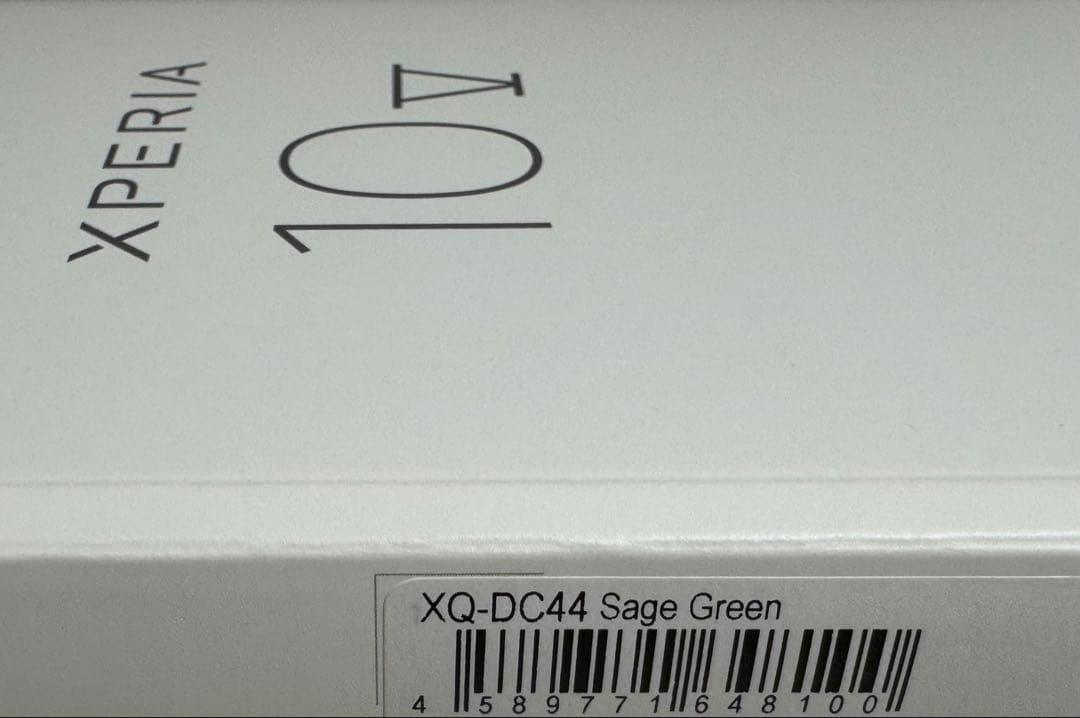 XPERIA
10 V
XQ-DC44 Sage Green
4 589771 648100